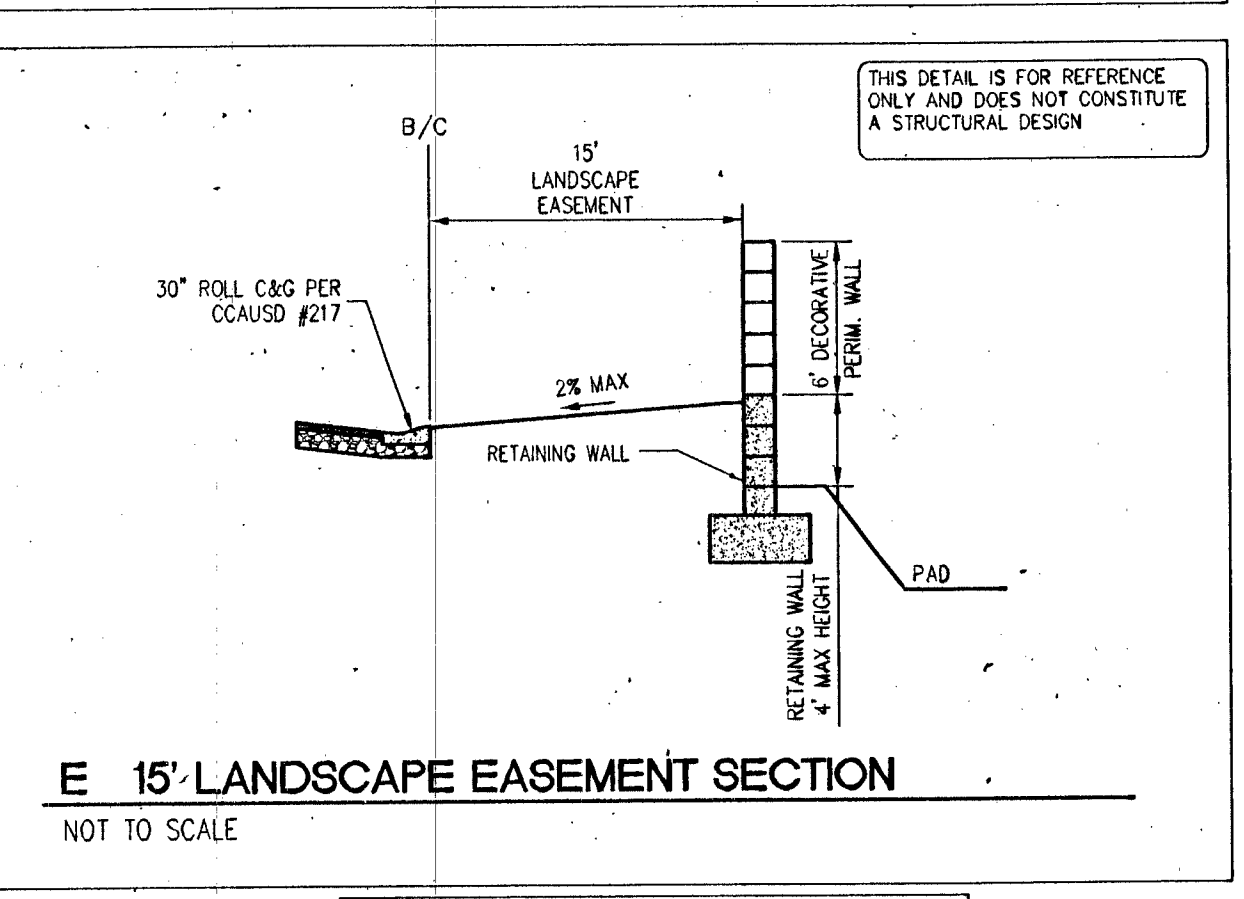 THIS DETAIL IS FOR REFERENCE
ONLY AND DOES NOT CONSTITUTE
A STRUCTURAL DESIGN
B/C
15'
LANDSCAPE
EASEMENT
30" ROLL C&G PER
CCAUSD #217
6' DECORATIVE
PERIM. WALL
2% MAX
RETAINING WALL
PAD
RETAINING WALL
4' MAX HEIGHT
E 15' LANDSCAPE EASEMENT SECTION
NOT TO SCALE